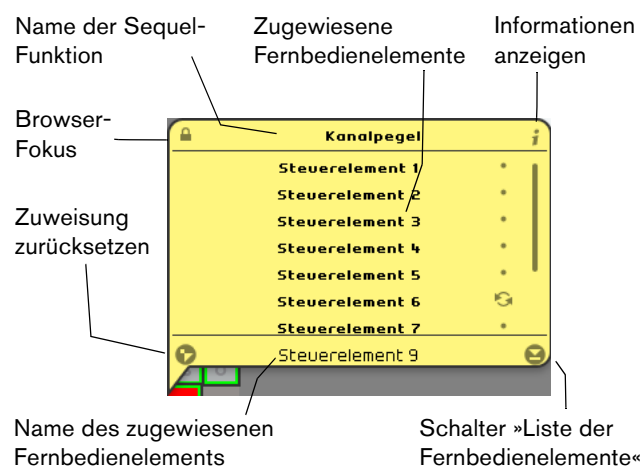 Name der Sequel-
Funktion
Zugewiesene
Fernbedienelemente
Informationen
anzeigen
Browser-
Fokus
Kanalpegel
i
Steuerelement 1
Steuerelement 2
Steuerelement 3
Steuerelement 4
Steuerelement 5
Steuerelement 6
Steuerelement 7
Zuweisung
zurücksetzen
Steuerelement 9
Name des zugewiesenen
Fernbedienelements
Schalter »Liste der
Fernbedienelemente«